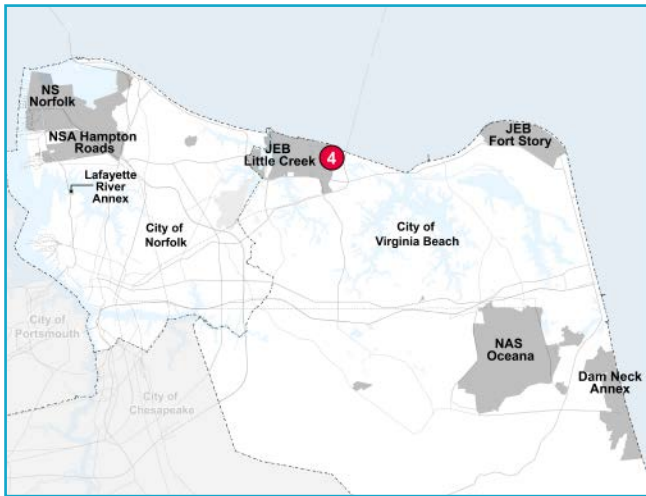 NS
Norfolk
NSA Hampton
Roads
Lafayette
River
Annex
City of
Norfolk
JEB
Little Creek
4
JEB
Fort Story
City of
Virginia Beach
City of
Portsmouth
City of
Chesapeake
NAS
Oceana
Dam Neck
Annex